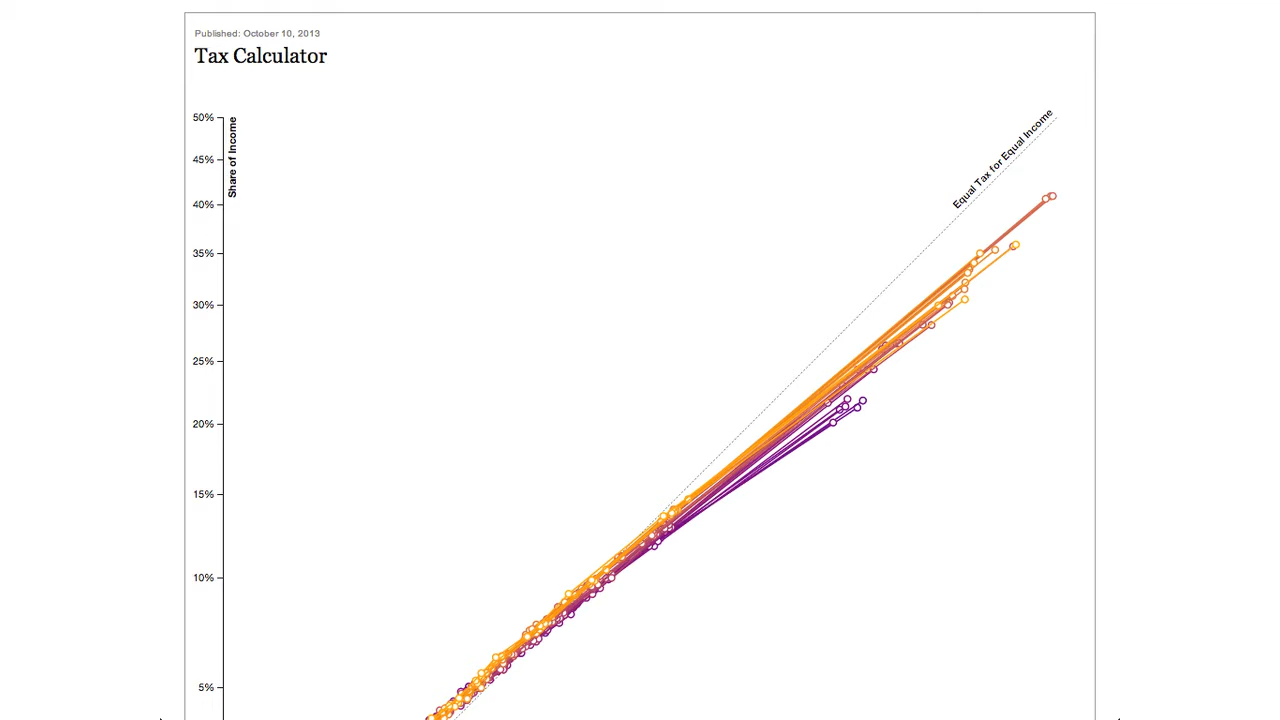 Published: October 10, 2013
Tax Calculator
50%
Share of Income
Equal Tax for Equal Income
45%
40%
35%
30%
25%
20%
15%
10%
5%